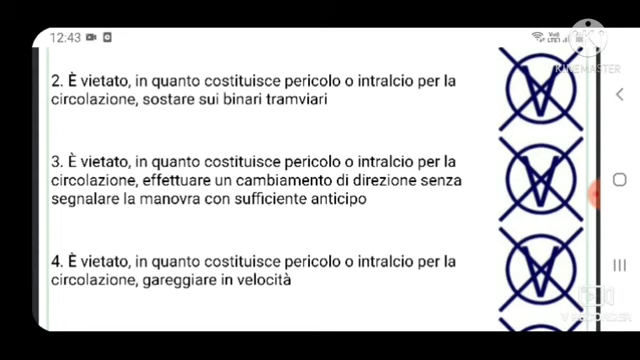 12:43
KINEMASTER
2. È vietato, in quanto costituisce pericolo o intralcio per la
circolazione, sostare sui binari tramviari
V
3. È vietato, in quanto costituisce pericolo o intralcio per la
circolazione, effettuare un cambiamento di direzione senza
segnalare la manovra con sufficiente anticipo
V
4. È vietato, in quanto costituisce pericolo o intralcio per la
circolazione, gareggiare in velocità
V